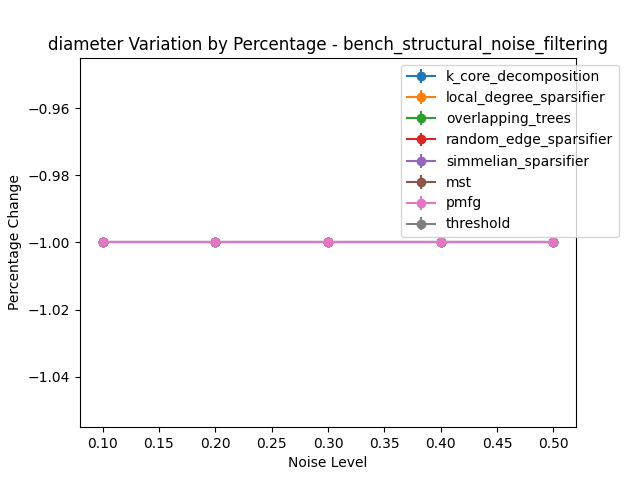 diameter Variation by Percentage - bench_structural_noise_filtering
k_core_decomposition
local_degree_sparsifier
overlapping_trees
random_edge_sparsifier
simmelian_sparsifier
mst
pmfg
threshold
Percentage Change
−0.96
−0.98
−1.00
−1.02
−1.04
0.10 0.15 0.20 0.25 0.30 0.35 0.40 0.45 0.50
Noise Level